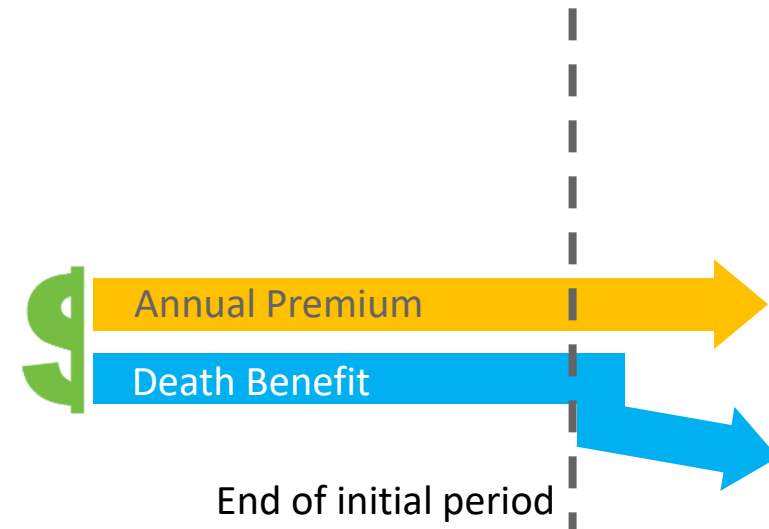 $
Annual Premium
Death Benefit
End of initial period